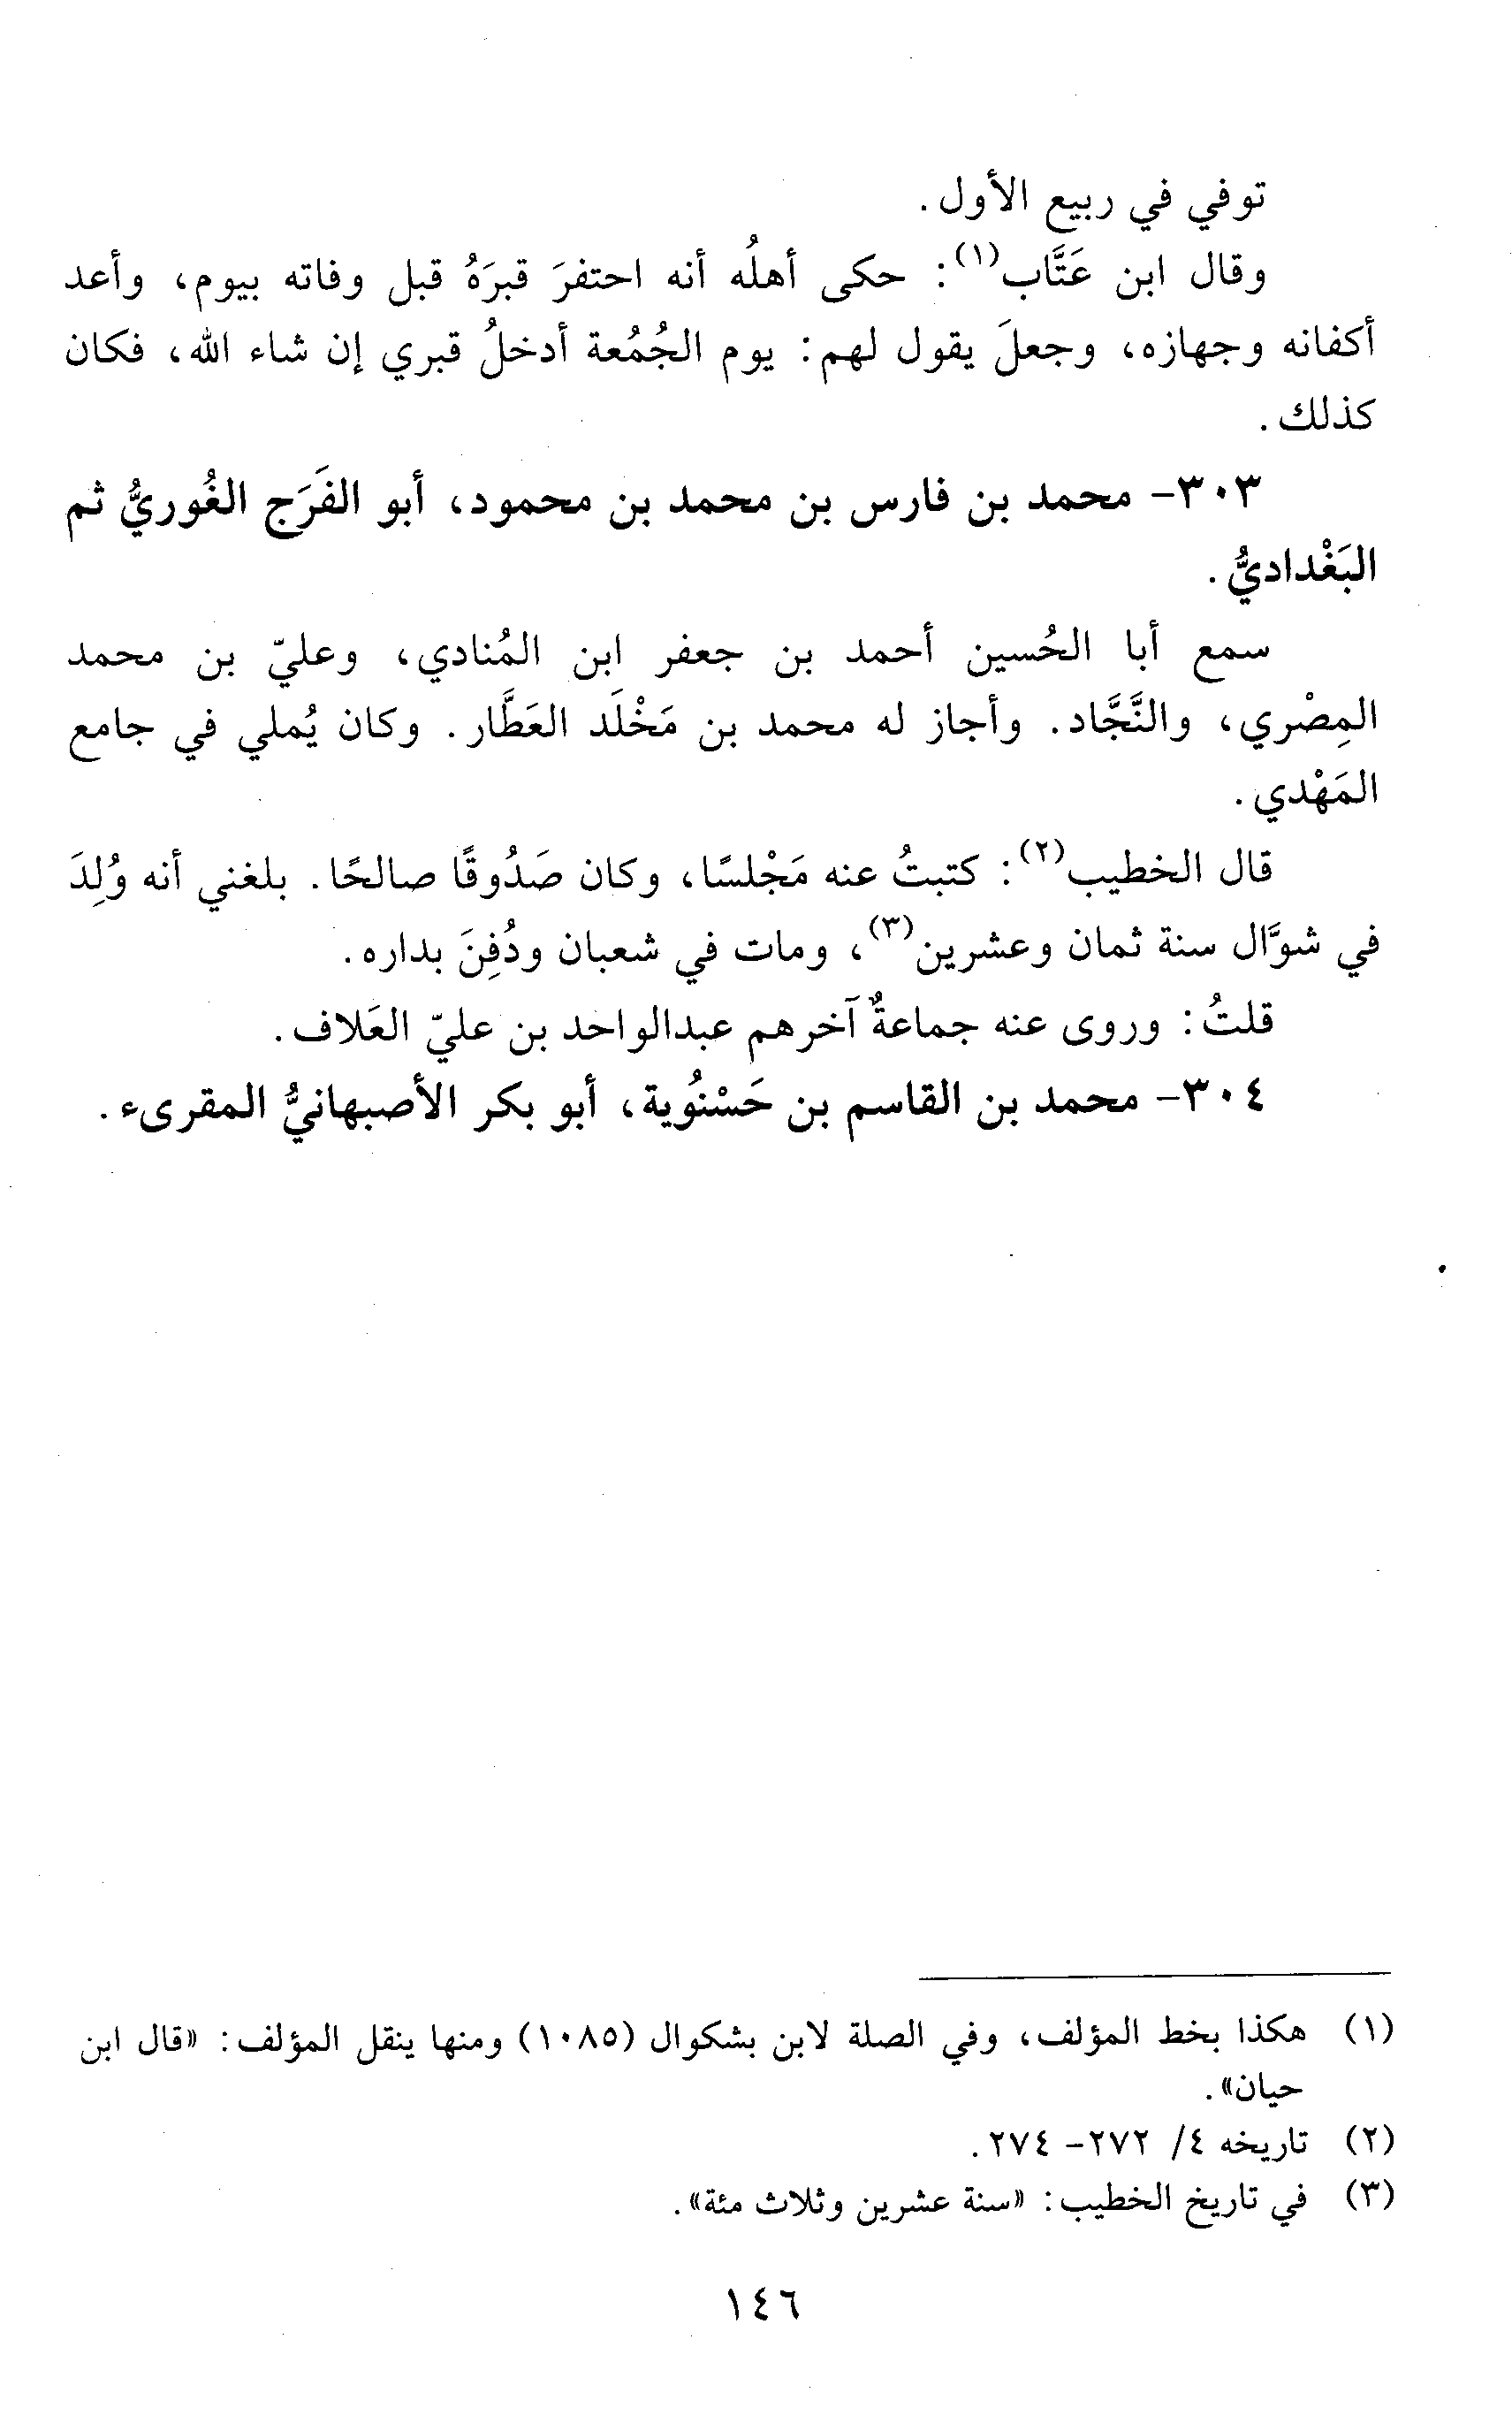 توفي في ربيع الأول.
وقال ابن عَتَّاب(١): حكى أهلُه أنه احتفرَ قبرَهُ قبل وفاته بيوم، وأعد
أكفانه وجهازه، وجعلَ يقول لهم: يوم الجُمُعة أدخلُ قبري إن شاء الله، فكان
كذلك.
٣٠٣- محمد بن فارس بن محمد بن محمود، أبو الفَرَج الغُوريُّ ثم
البَغْداديُّ.
سمع أبا الحُسين أحمد بن جعفر ابن المُنادي، وعليّ بن محمد
المِصْري، والنَّجَّاد. وأجاز له محمد بن مَخْلَد العَطَّار. وكان يُملي في جامع
المَهْدي.
قال الخطيب(٢): كتبتُ عنه مَجْلسًا، وكان صَدُوقًا صالحًا. بلغني أنه وُلِدَ
في شوَّال سنة ثمان وعشرين(٣)، ومات في شعبان ودُفِنَ بداره.
قلتُ: وروى عنه جماعةٌ آخرهم عبدالواحد بن عليّ العَلاف.
٣٠٤- محمد بن القاسم بن حَسْنُوية، أبو بكر الأصبهانيُّ المقرىء.
(١) هكذا بخط المؤلف، وفي الصلة لابن بشكوال (١٠٨٥) ومنها ينقل المؤلف: «قال ابن
حيان».
(٢) تاريخه ٤/ ٢٧٢- ٢٧٤.
(٣) في تاريخ الخطيب: «سنة عشرين وثلاث مئة».
١٤٦